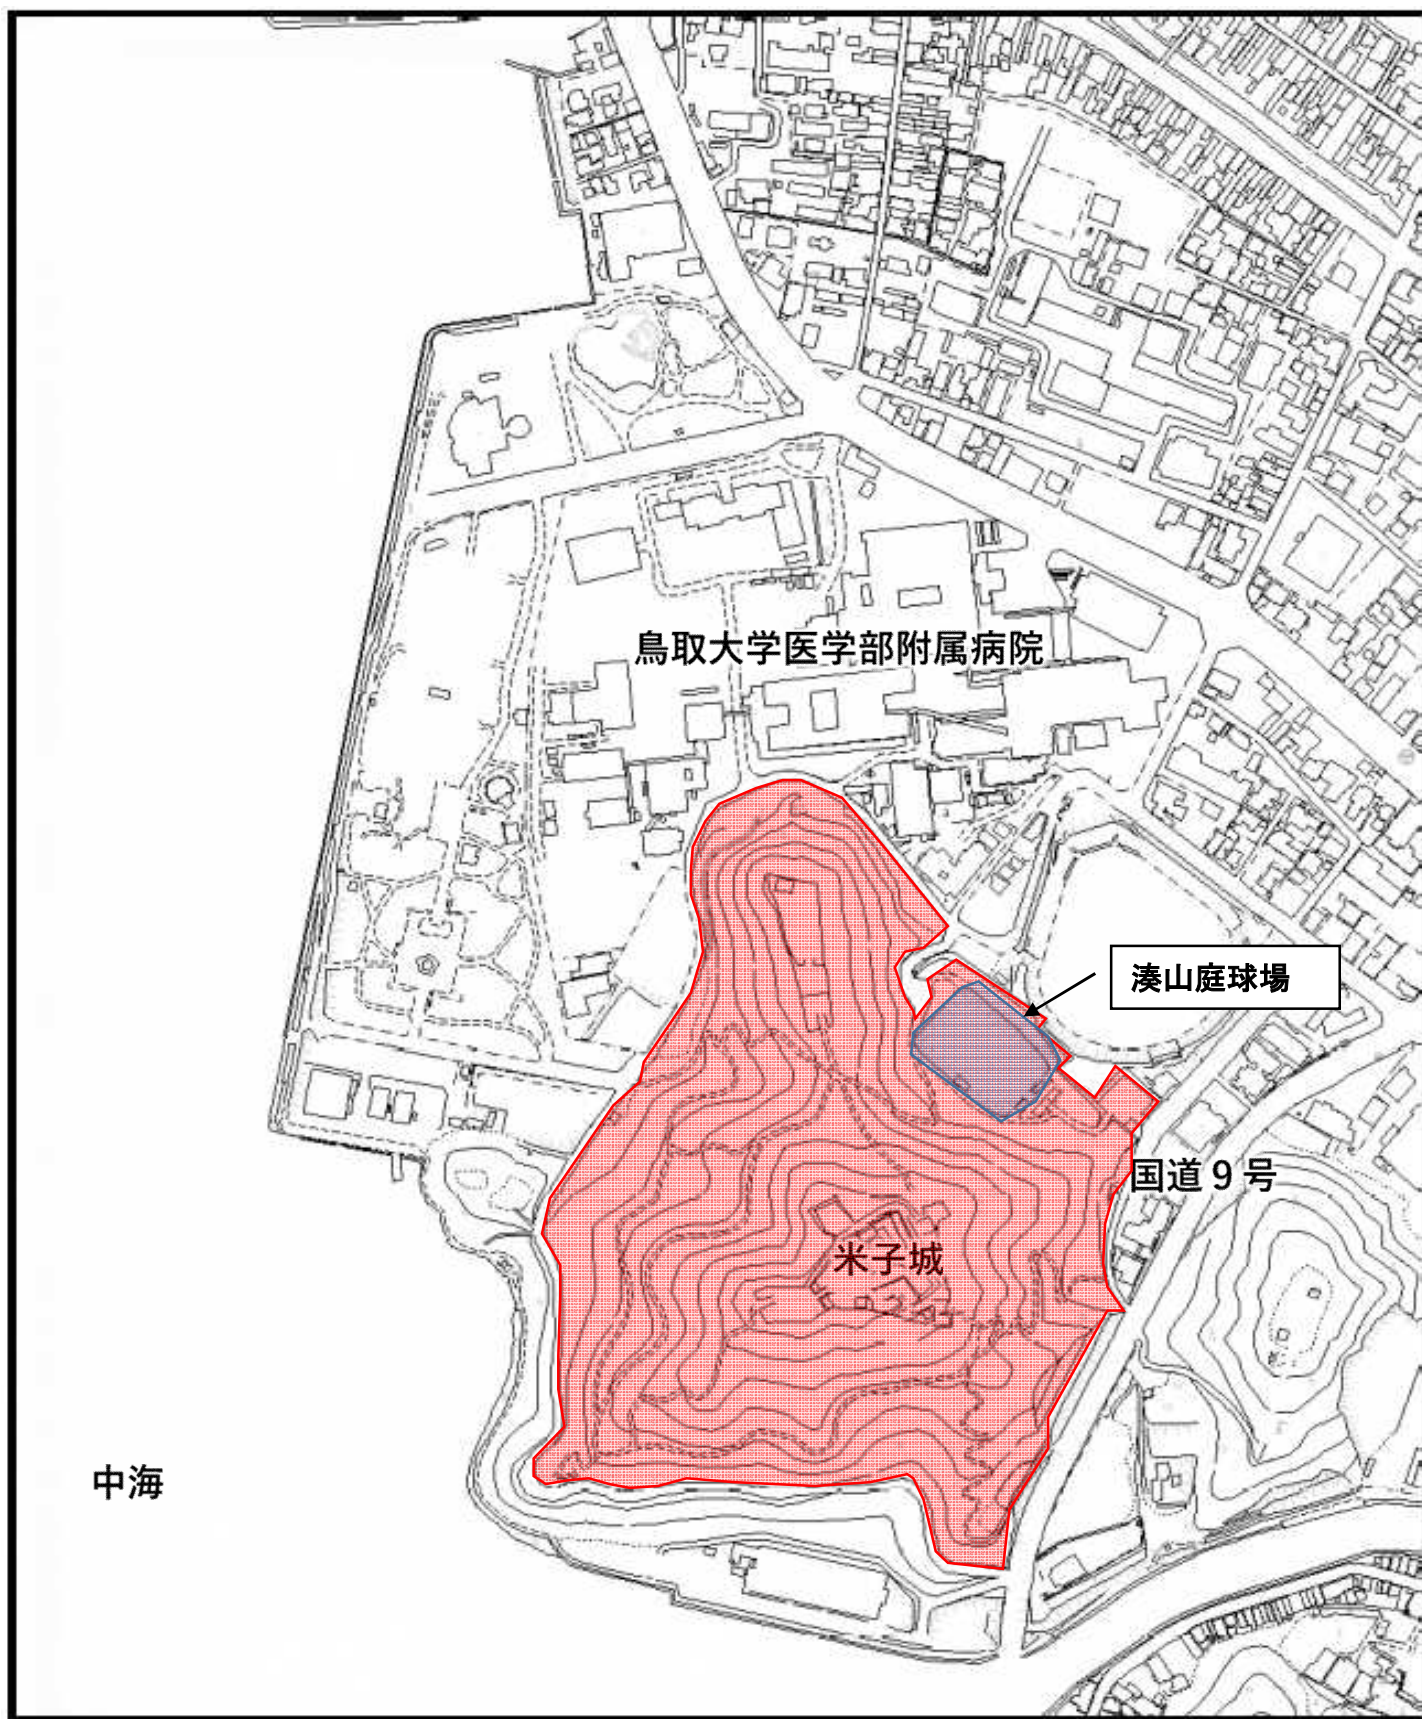 鳥取大学医学部附属病院
湊山庭球場
国道９号
米子城
中海